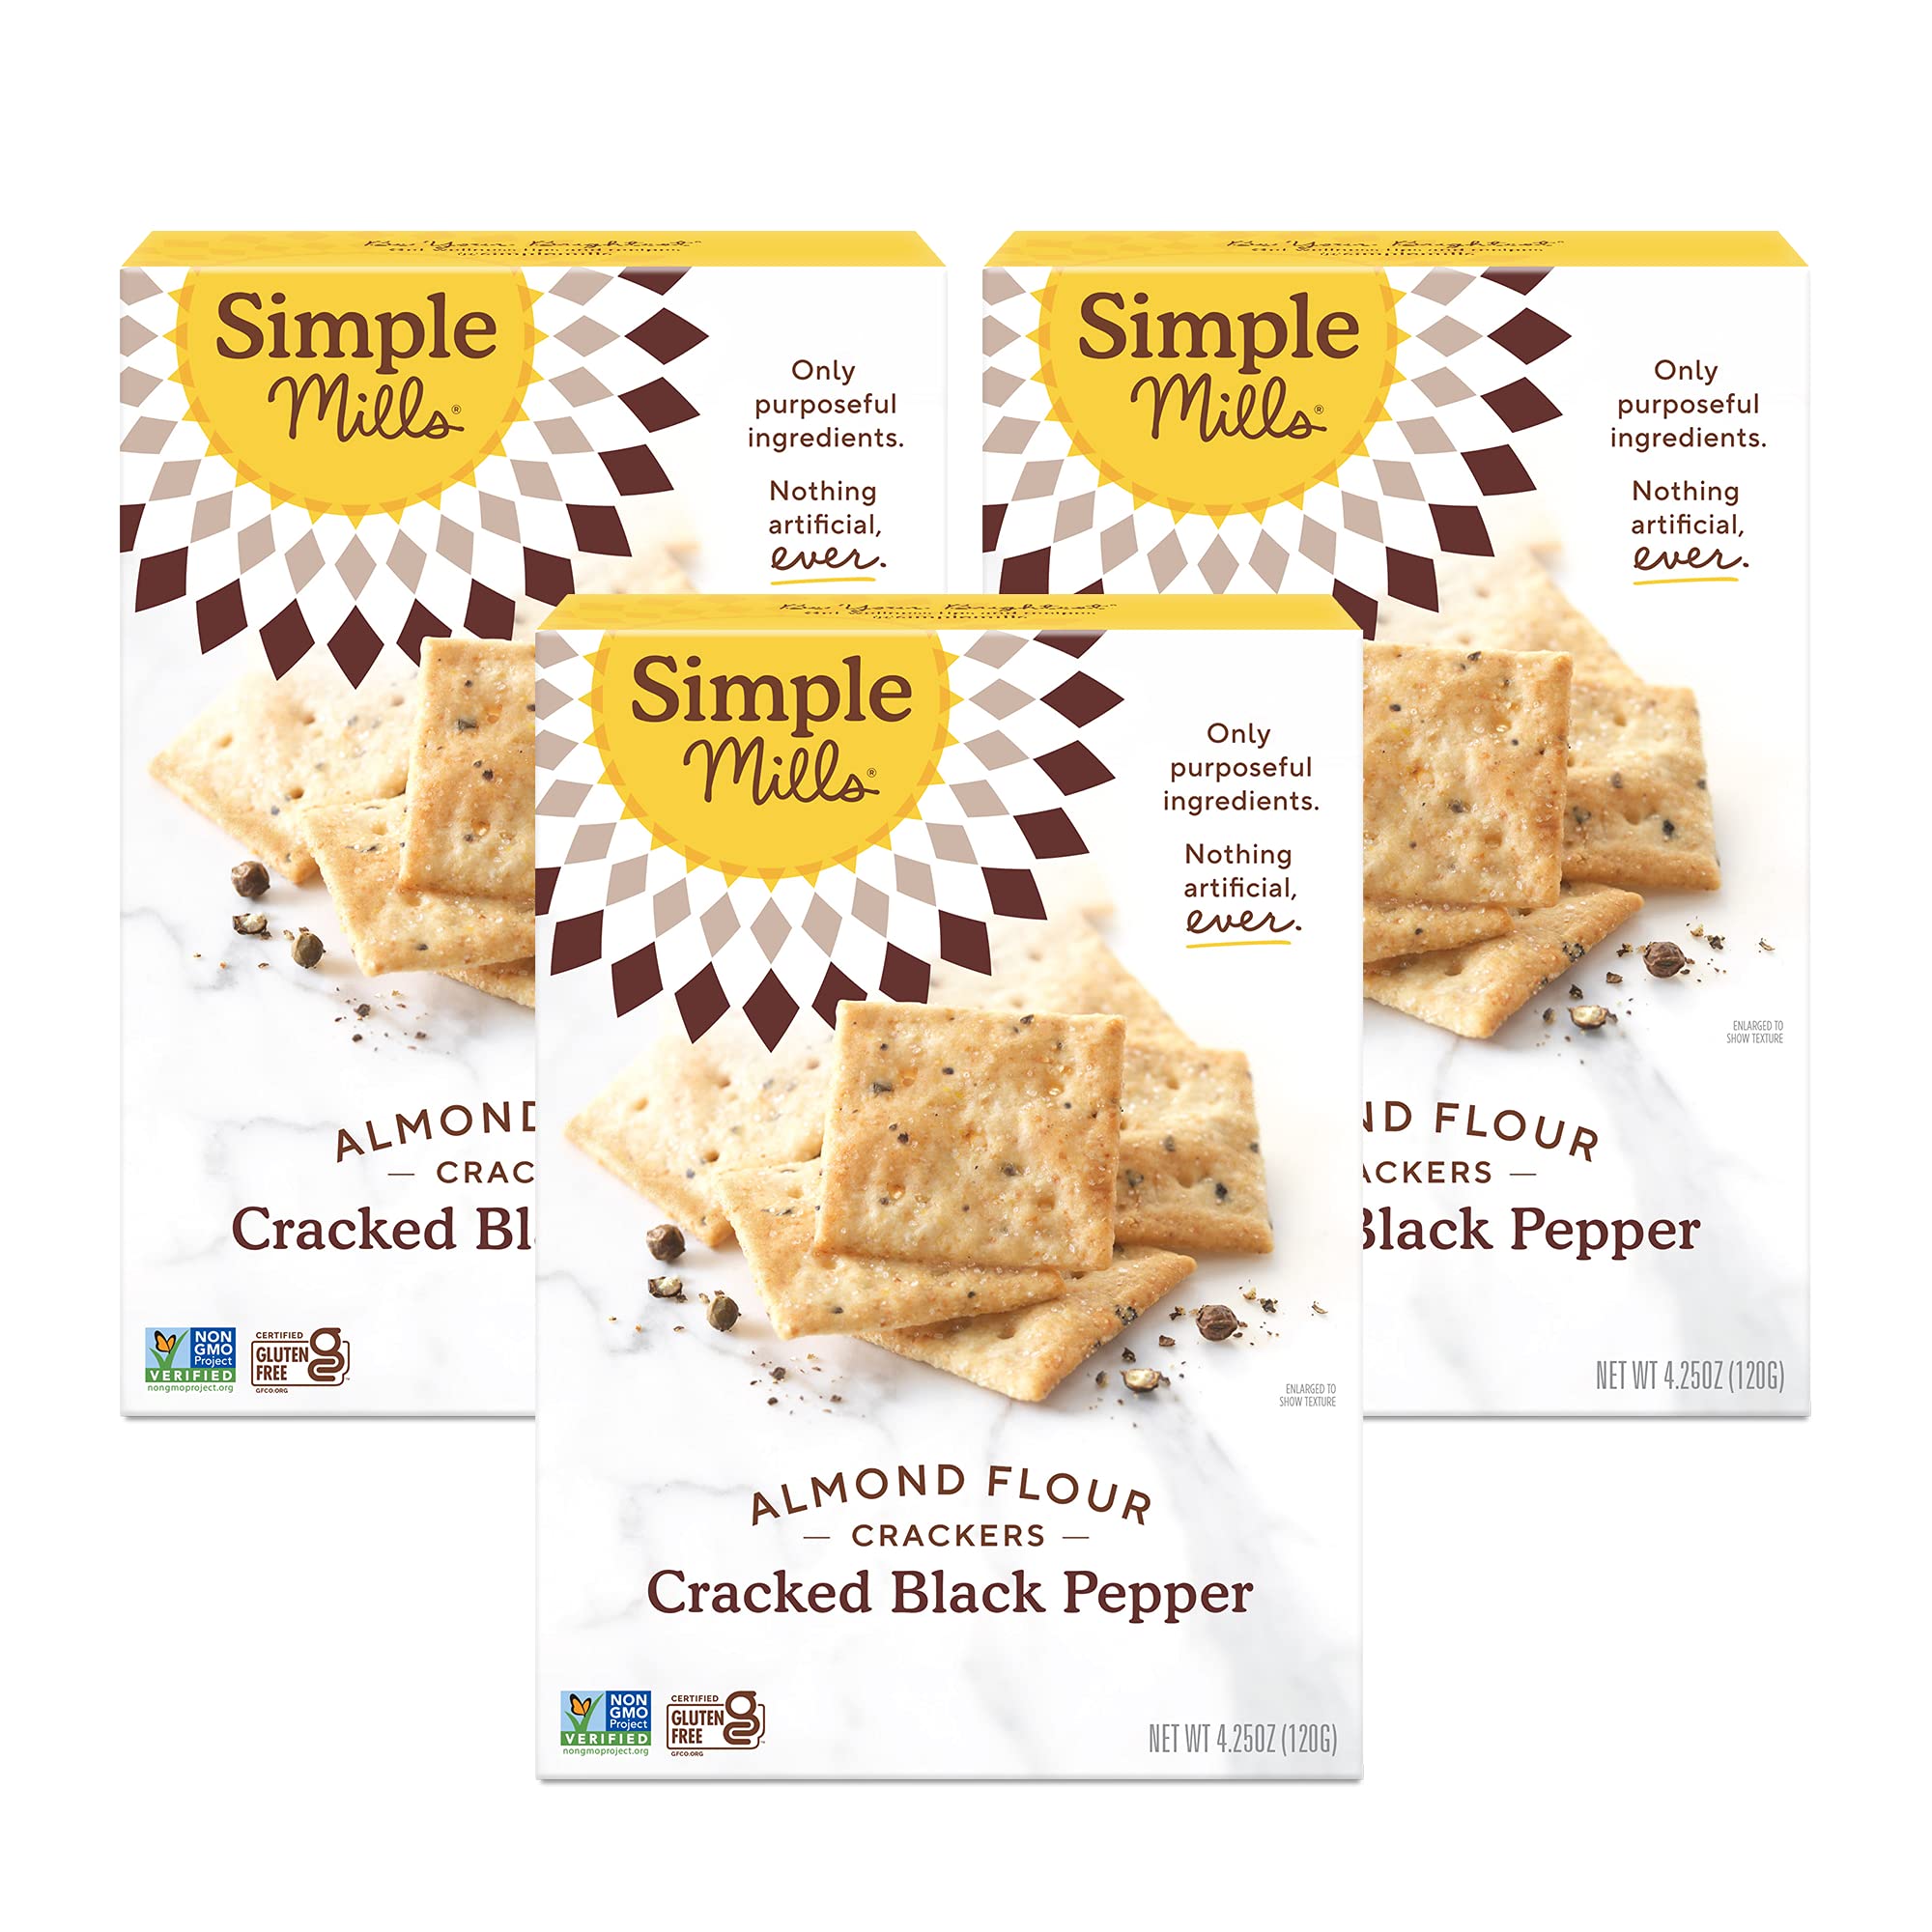 Simple
Mills®
Only
purposeful
ingredients.
Nothing
artificial,
ever.
ALMOND
CRAC
Cracked Bl
NON
GMO
Project
VERIFIED
nongmoproject.org
CERTIFIED
GLUTEN
FREE
GFCO.ORG
Simple
Mills®
Only
purposeful
ingredients.
Nothing
artificial,
ever.
ENLARGED TO
SHOW TEXTURE
ND FLOUR
ACKERS —
Black Pepper
NET WT 4.25OZ (120G)
Simple
Mills®
Only
purposeful
ingredients.
Nothing
artificial,
ever.
ENLARGED TO
SHOW TEXTURE
ALMOND FLOUR
— CRACKERS —
Cracked Black Pepper
NON
GMO
Project
VERIFIED
nongmoproject.org
CERTIFIED
GLUTEN
FREE
GFCO.ORG
NET WT 4.25OZ (120G)